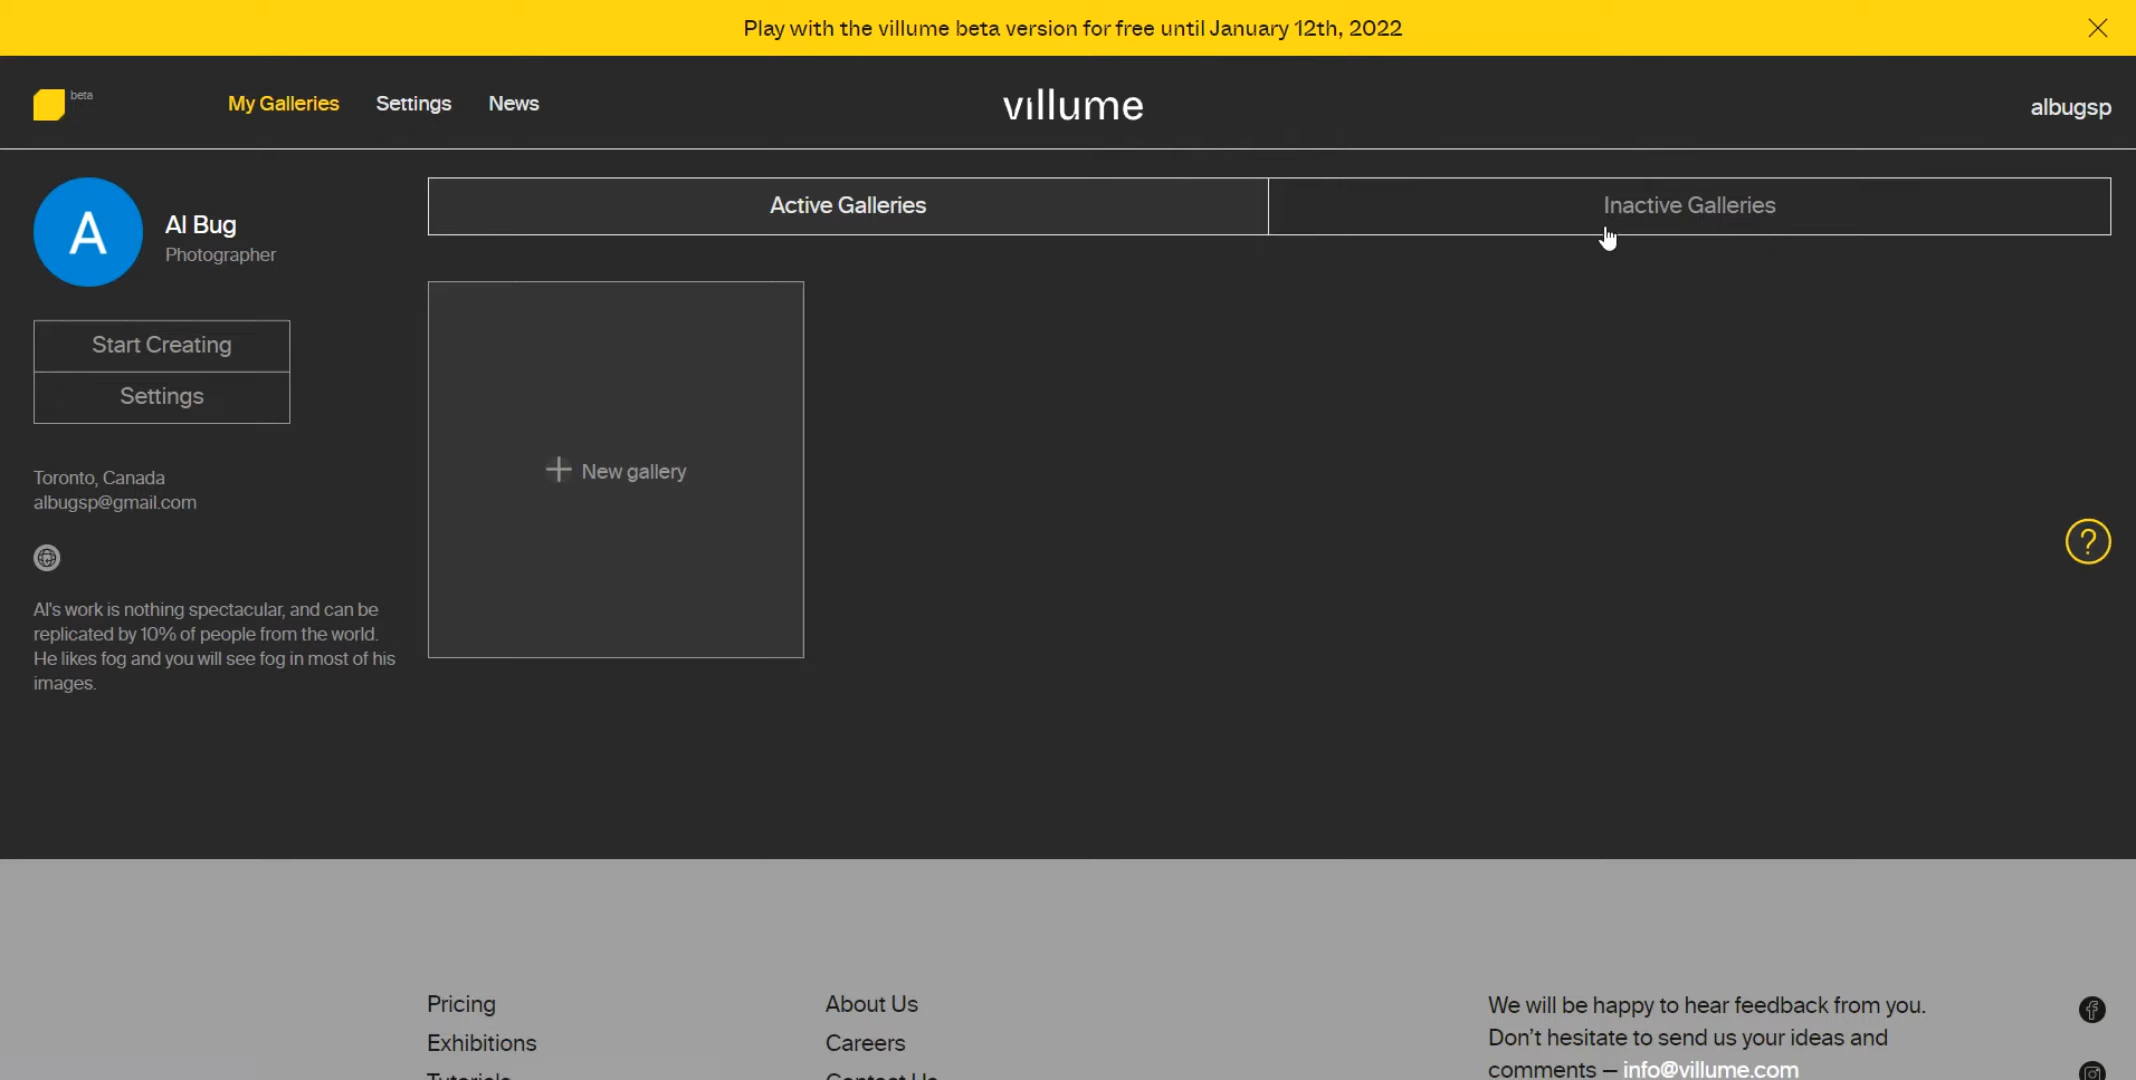 Play with the villume beta version for free until January 12th, 2022
beta
My Galleries
Settings
News
villume
albugsp
A
Al Bug
Photographer
Start Creating
Settings
Toronto, Canada
albugsp@gmail.com
Al's work is nothing spectacular, and can be
replicated by 10% of people from the world.
He likes fog and you will see fog in most of his
images.
Active Galleries
Inactive Galleries
New gallery
?
Pricing
Exhibitions
Tutorials
About Us
Careers
Contact Us
We will be happy to hear feedback from you.
Don't hesitate to send us your ideas and
comments — info@villume.com